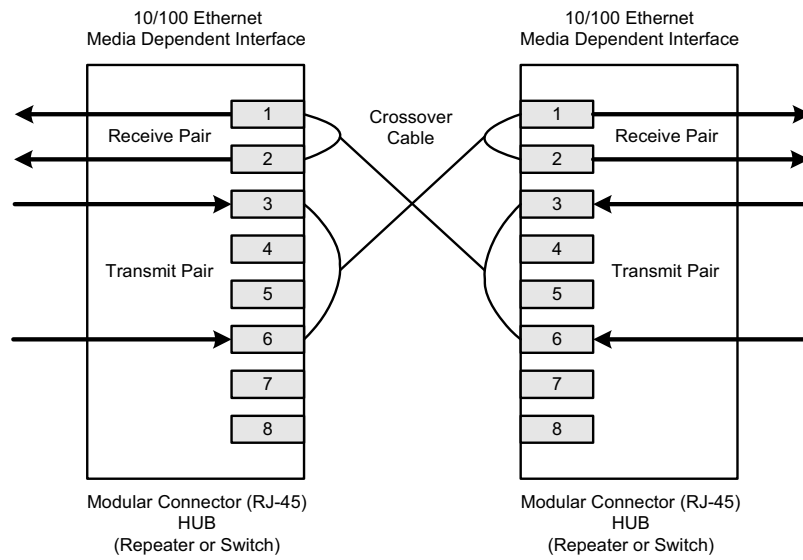 10/100 Ethernet
Media Dependent Interface
10/100 Ethernet
Media Dependent Interface
1
Receive Pair
2
3
4
Transmit Pair
5
6
7
8
Crossover
Cable
1
Receive Pair
2
3
4
Transmit Pair
5
6
7
8
Modular Connector (RJ-45)
HUB
(Repeater or Switch)
Modular Connector (RJ-45)
HUB
(Repeater or Switch)